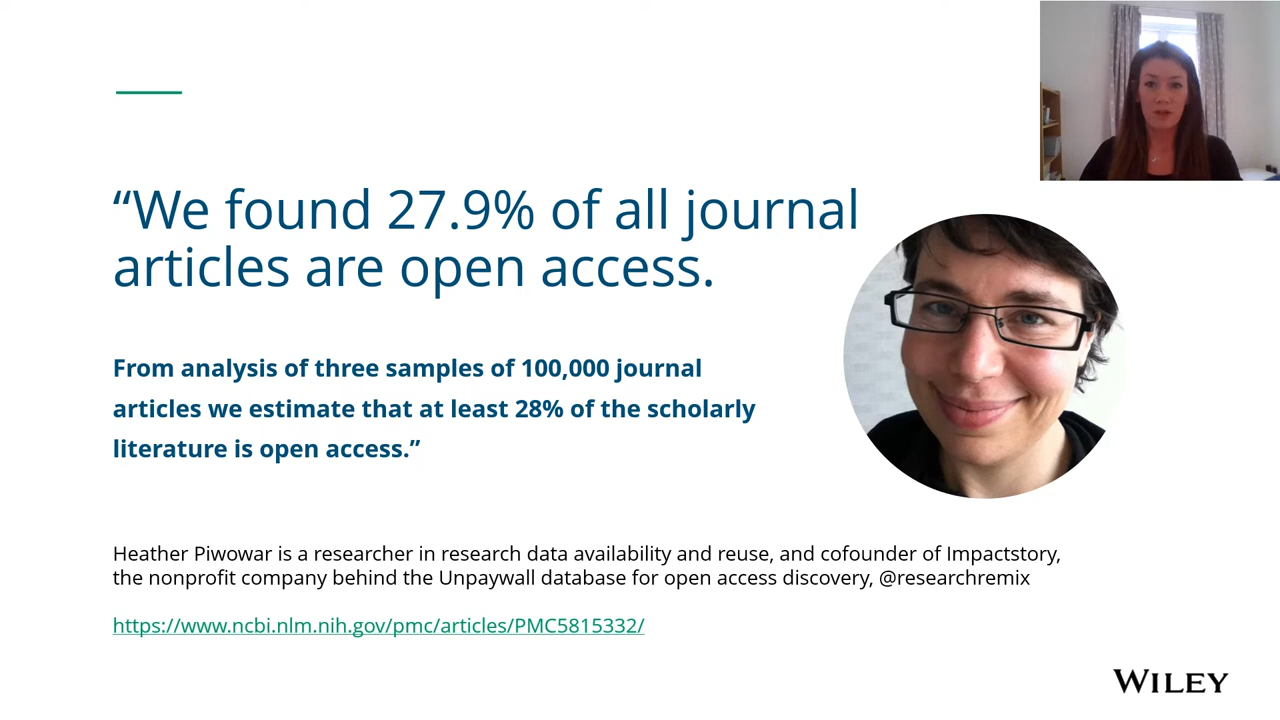 “We found 27.9% of all journal
articles are open access.
From analysis of three samples of 100,000 journal
articles we estimate that at least 28% of the scholarly
literature is open access.”
Heather Piwowar is a researcher in research data availability and reuse, and cofounder of Impactstory,
the nonprofit company behind the Unpaywall database for open access discovery, @researchremix
https://www.ncbi.nlm.nih.gov/pmc/articles/PMC5815332/
WILEY